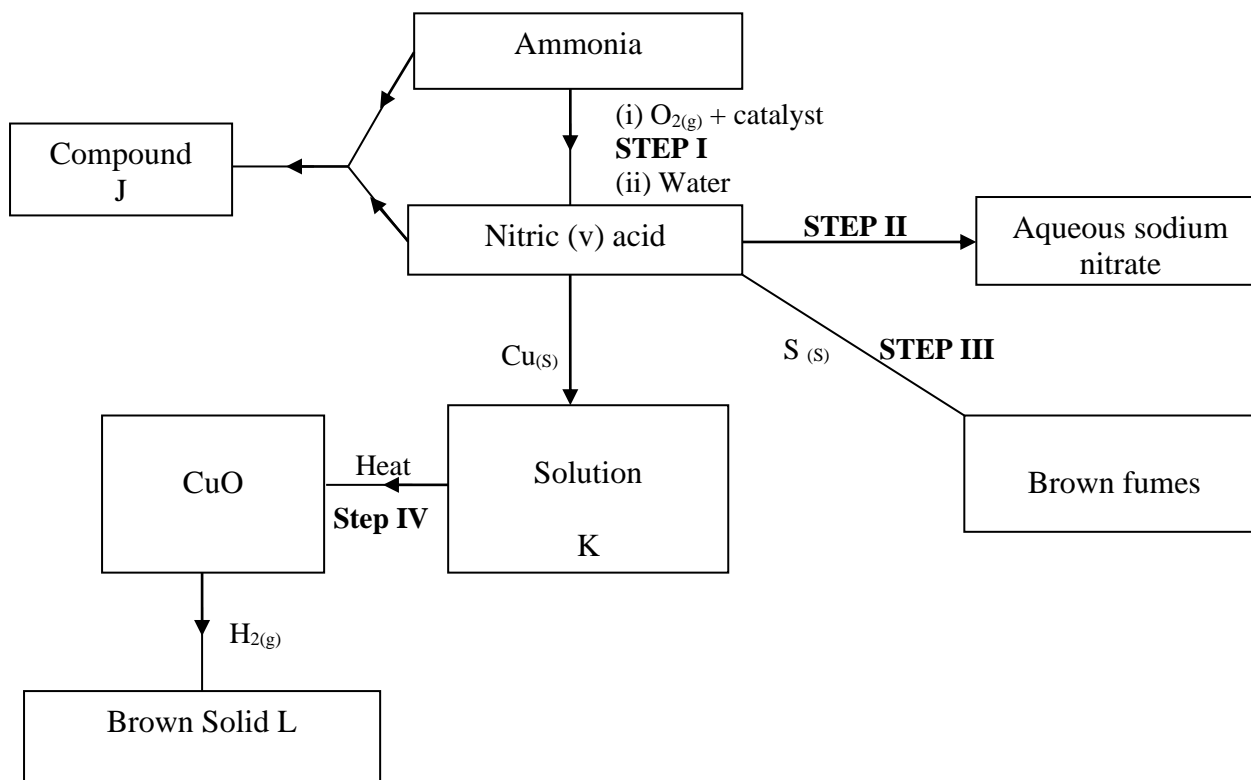 Ammonia
(i) O₂₍g₎ + catalyst
STEP I
(ii) Water
Compound
J
Nitric (v) acid
STEP II
Aqueous sodium
nitrate
Cu₍S₎
S ₍S₎
STEP III
CuO
Heat
Step IV
Solution
K
Brown fumes
H₂₍g₎
Brown Solid L